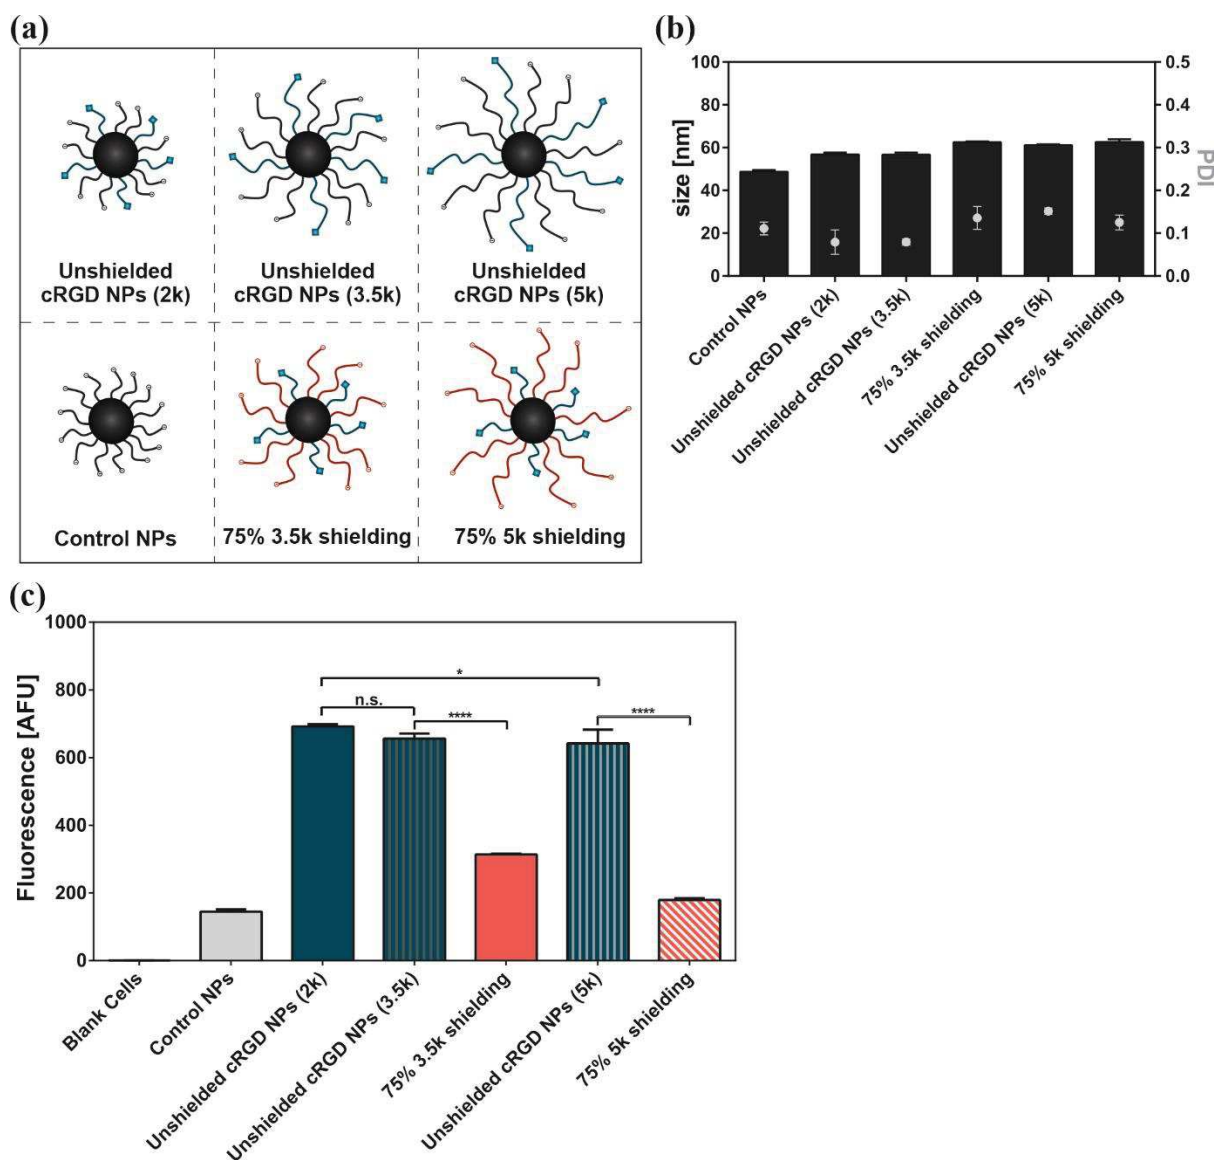 (a)
Unshielded
cRGD NPs (2k)
Unshielded
cRGD NPs (3.5k)
Unshielded
cRGD NPs (5k)
Control NPs
75% 3.5k shielding
75% 5k shielding
(b)
100
80
60
40
20
0
size [nm]
0.5
0.4
0.3
0.2
0.1
0.0
PDI
Control NPs
Unshielded cRGD NPs (2k)
Unshielded cRGD NPs (3.5k)
75% 3.5k shielding
Unshielded cRGD NPs (5k)
75% 5k shielding
(c)
1000
800
600
400
200
0
Fluorescence [AFU]
*
n.s.
****
****
Blank Cells
Control NPs
Unshielded cRGD NPs (2k)
Unshielded cRGD NPs (3.5k)
75% 3.5k shielding
Unshielded cRGD NPs (5k)
75% 5k shielding